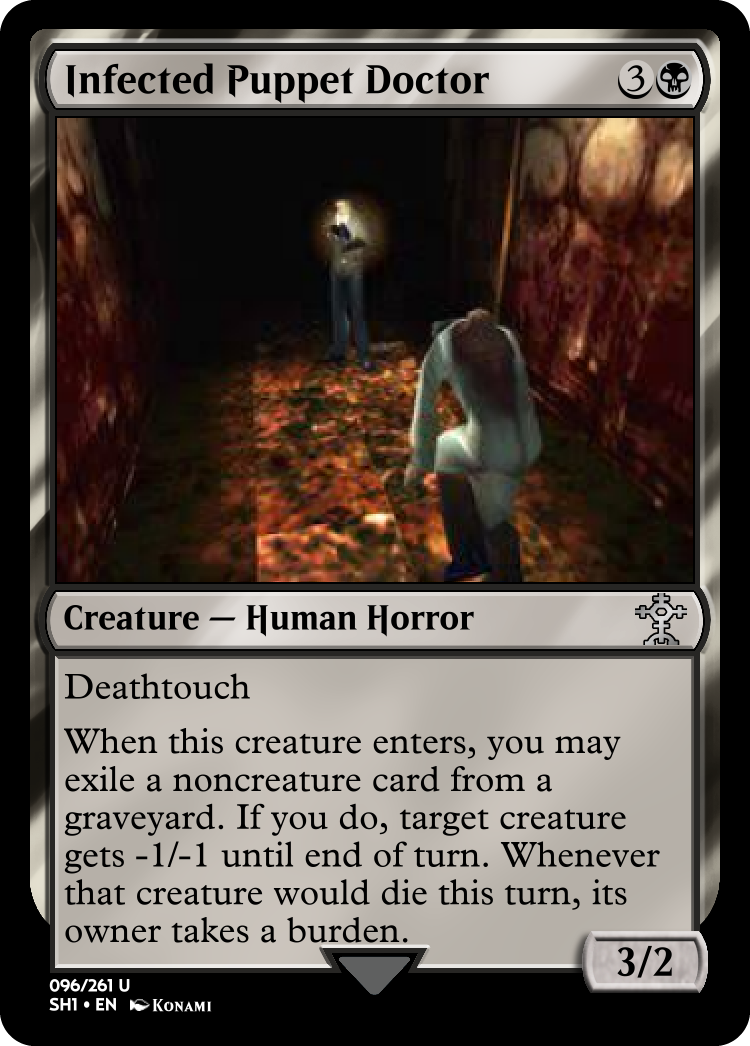 Infected Puppet Doctor 3
Creature — Human Horror
Deathtouch
When this creature enters, you may
exile a noncreature card from a
graveyard. If you do, target creature
gets -1/-1 until end of turn. Whenever
that creature would die this turn, its
owner takes a burden.
3/2
096/261 U
SH1 • EN KONAMI